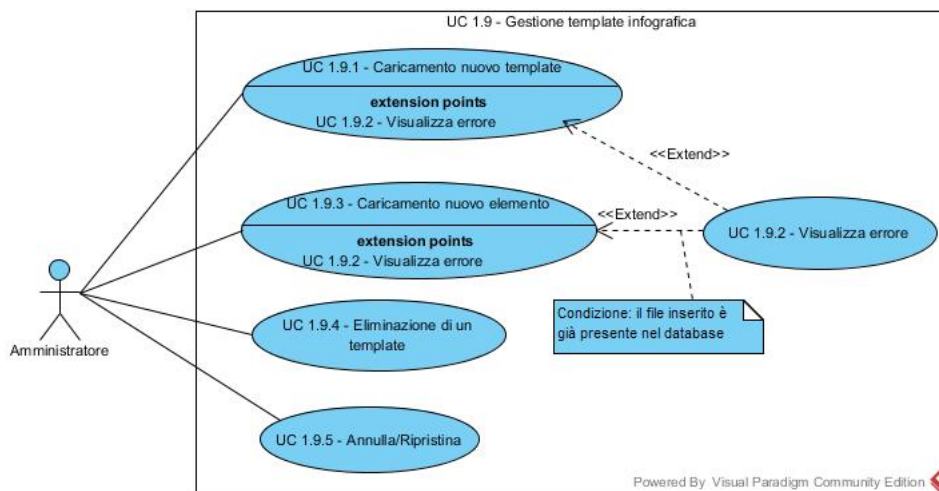 UC 1.9 - Gestione template infografica
UC 1.9.1 - Caricamento nuovo template
extension points
UC 1.9.2 - Visualizza errore
<<Extend>>
UC 1.9.3 - Caricamento nuovo elemento
extension points
UC 1.9.2 - Visualizza errore
<<Extend>>
UC 1.9.2 - Visualizza errore
Condizione: il file inserito è
già presente nel database
Amministratore
UC 1.9.4 - Eliminazione di un
template
UC 1.9.5 - Annulla/Ripristina
Powered By Visual Paradigm Community Edition